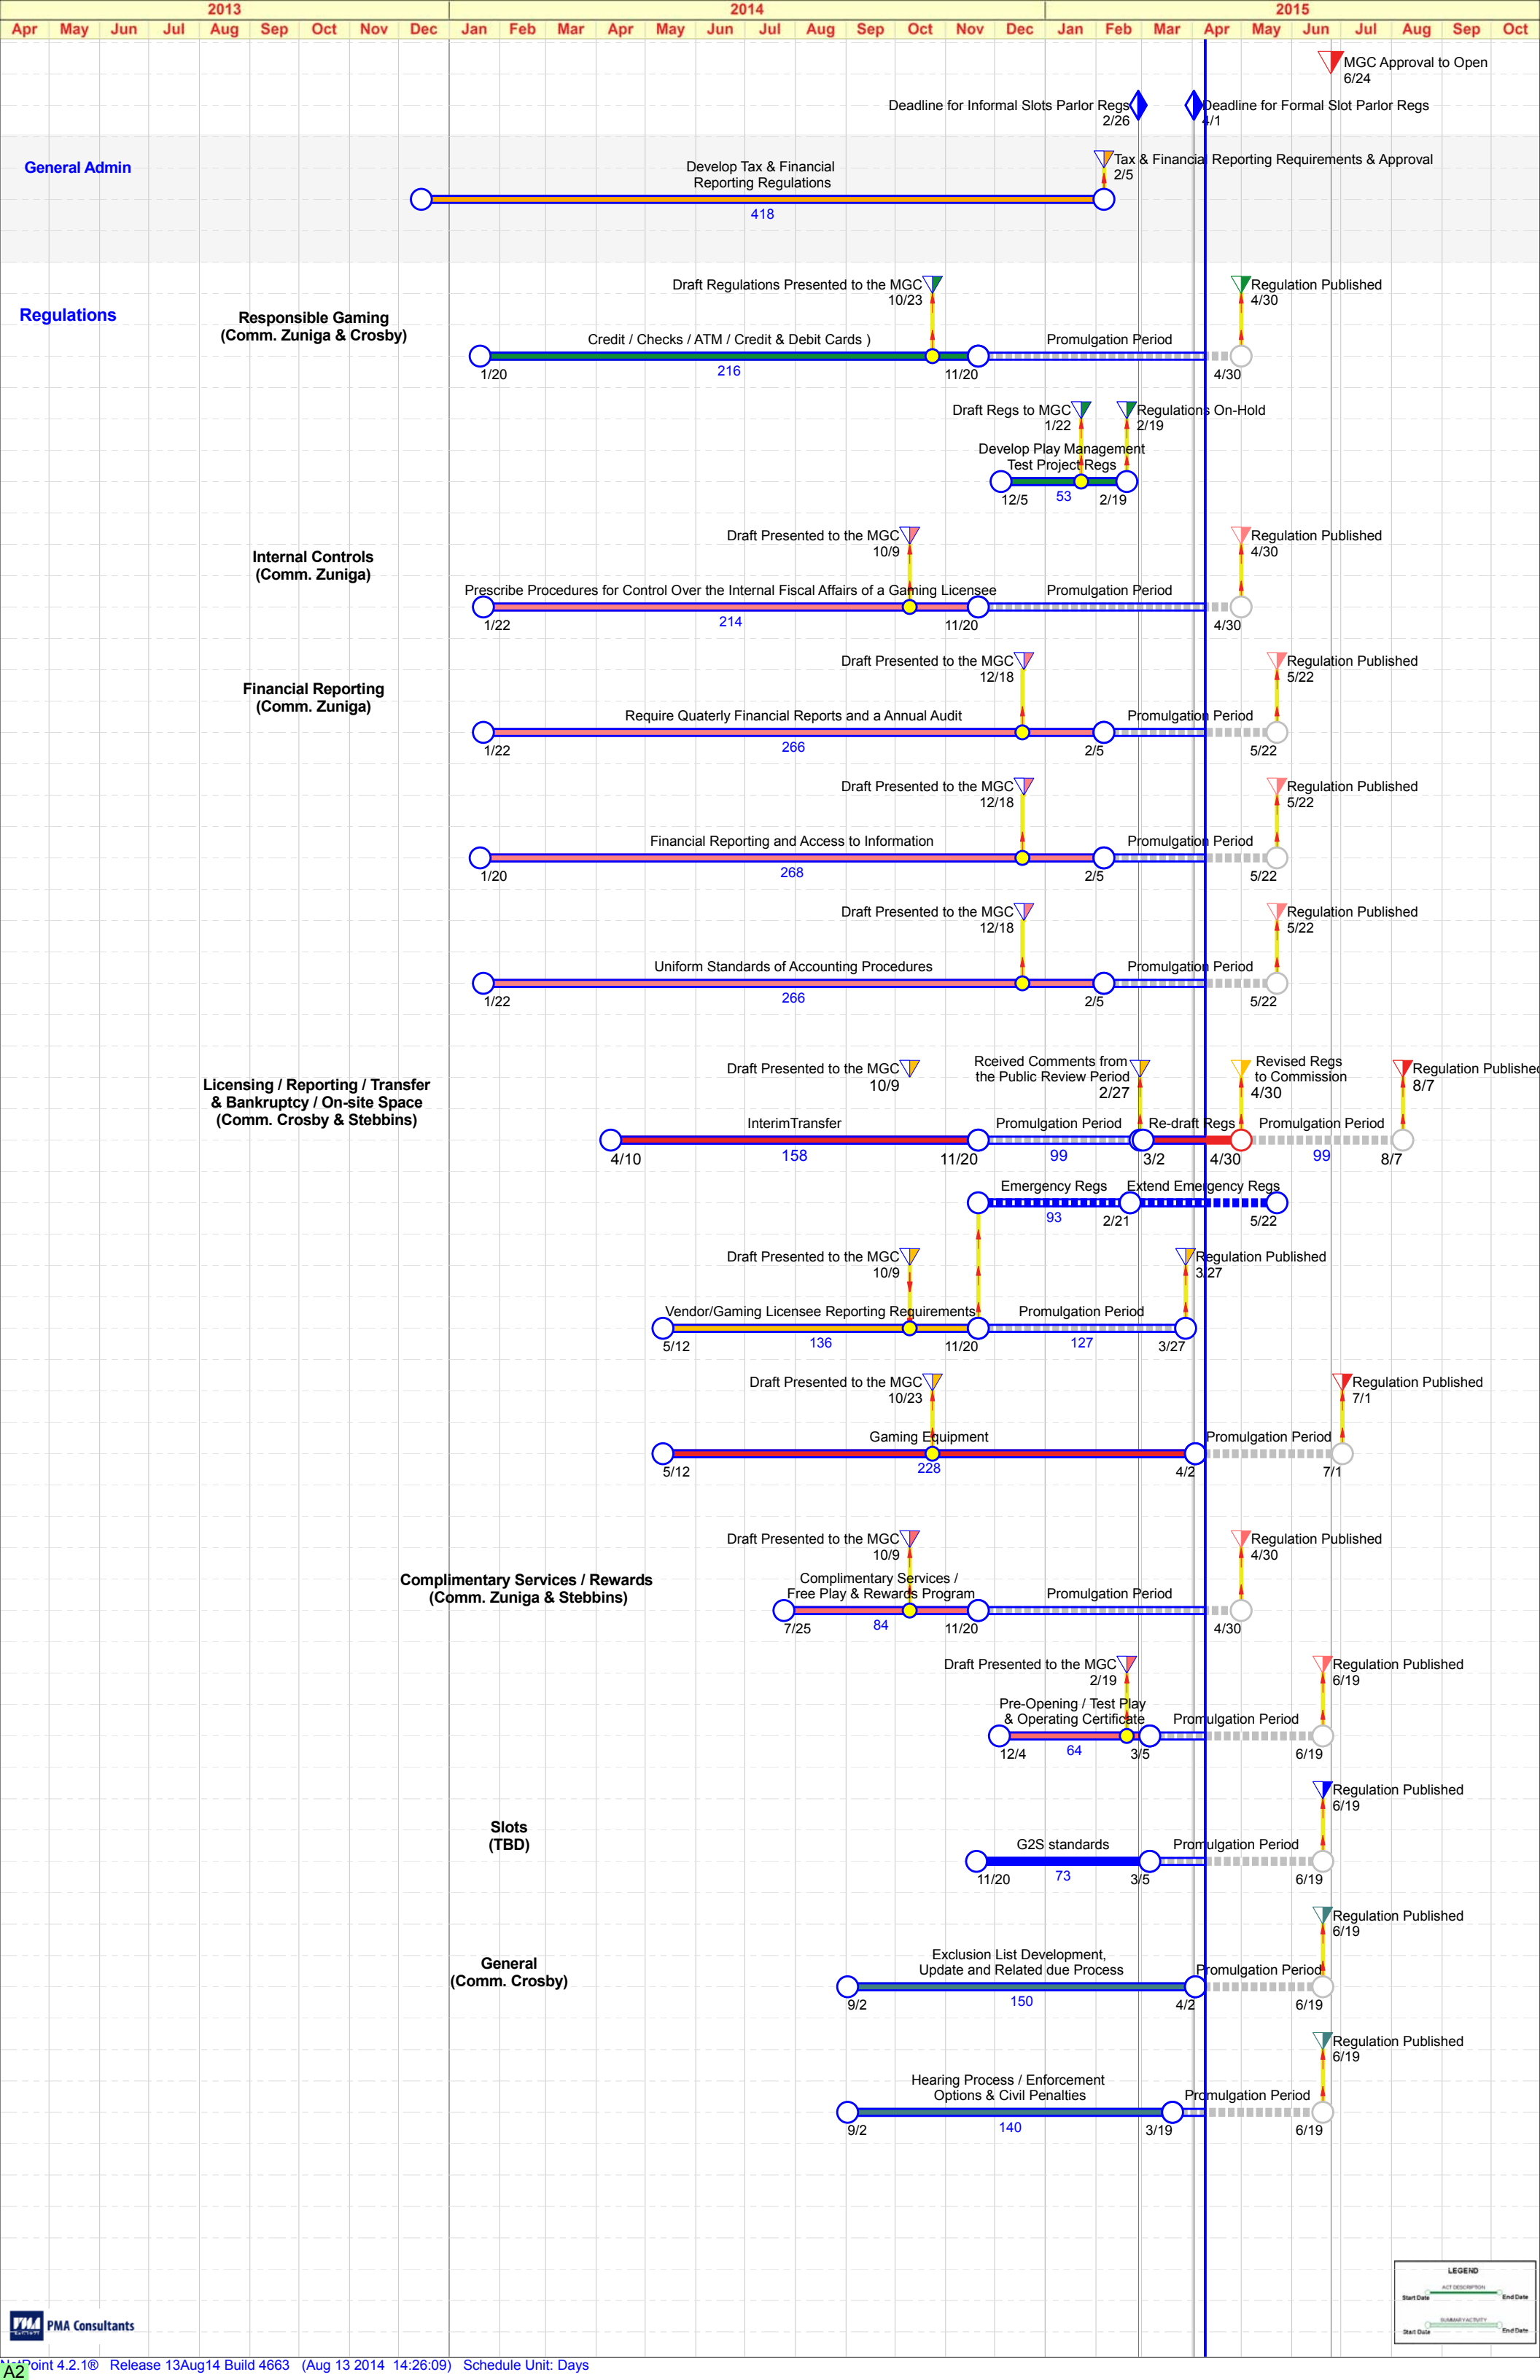 2013 2014 2015
Apr May Jun Jul Aug Sep Oct Nov Dec Jan Feb Mar Apr May Jun Jul Aug Sep Oct Nov Dec Jan Feb Mar Apr May Jun Jul Aug Sep Oct
MGC Approval to Open
6/24
Deadline for Informal Slots Parlor Regs
2/26
Deadline for Formal Slot Parlor Regs
4/1
General Admin
Develop Tax & Financial
Reporting Regulations
418
Tax & Financial Reporting Requirements & Approval
2/5
Regulations
Responsible Gaming
(Comm. Zuniga & Crosby)
Draft Regulations Presented to the MGC
10/23
Regulation Published
4/30
Credit / Checks / ATM / Credit & Debit Cards )
Promulgation Period
1/20
216
11/20
4/30
Draft Regs to MGC
1/22
Regulations On-Hold
2/19
Develop Play Management
Test Project Regs
12/5
53
2/19
Internal Controls
(Comm. Zuniga)
Draft Presented to the MGC
10/9
Regulation Published
4/30
Prescribe Procedures for Control Over the Internal Fiscal Affairs of a Gaming Licensee
Promulgation Period
1/22
214
11/20
4/30
Financial Reporting
(Comm. Zuniga)
Draft Presented to the MGC
12/18
Regulation Published
5/22
Require Quaterly Financial Reports and a Annual Audit
Promulgation Period
1/22
266
2/5
5/22
Draft Presented to the MGC
12/18
Regulation Published
5/22
Financial Reporting and Access to Information
Promulgation Period
1/20
268
2/5
5/22
Draft Presented to the MGC
12/18
Regulation Published
5/22
Uniform Standards of Accounting Procedures
Promulgation Period
1/22
266
2/5
5/22
Licensing / Reporting / Transfer
& Bankruptcy / On-site Space
(Comm. Crosby & Stebbins)
Draft Presented to the MGC
10/9
Rceived Comments from
the Public Review Period
2/27
Revised Regs
to Commission
4/30
Regulation Published
8/7
InterimTransfer
Promulgation Period
Re-draft Regs
Promulgation Period
4/10
158
11/20
99
3/2
4/30
99
8/7
Emergency Regs
Extend Emergency Regs
93
2/21
5/22
Draft Presented to the MGC
10/9
Regulation Published
3/27
Vendor/Gaming Licensee Reporting Requirements
Promulgation Period
5/12
136
11/20
127
3/27
Draft Presented to the MGC
10/23
Regulation Published
7/1
Gaming Equipment
Promulgation Period
5/12
228
4/2
7/1
Complimentary Services / Rewards
(Comm. Zuniga & Stebbins)
Draft Presented to the MGC
10/9
Regulation Published
4/30
Complimentary Services /
Free Play & Rewards Program
Promulgation Period
7/25
84
11/20
4/30
Draft Presented to the MGC
2/19
Regulation Published
6/19
Pre-Opening / Test Play
& Operating Certificate
Promulgation Period
12/4
64
3/5
6/19
Slots
(TBD)
Regulation Published
6/19
G2S standards
Promulgation Period
11/20
73
3/5
6/19
General
(Comm. Crosby)
Regulation Published
6/19
Exclusion List Development,
Update and Related due Process
Promulgation Period
9/2
150
4/2
6/19
Regulation Published
6/19
Hearing Process / Enforcement
Options & Civil Penalties
Promulgation Period
9/2
140
3/19
6/19
LEGEND
ACT DESCRIPTION
Start Date
End Date
SUMMARY ACTIVITY
Start Date
End Date
PMA Consultants
NetPoint 4.2.1® Release 13Aug14 Build 4663 (Aug 13 2014 14:26:09) Schedule Unit: Days
A2